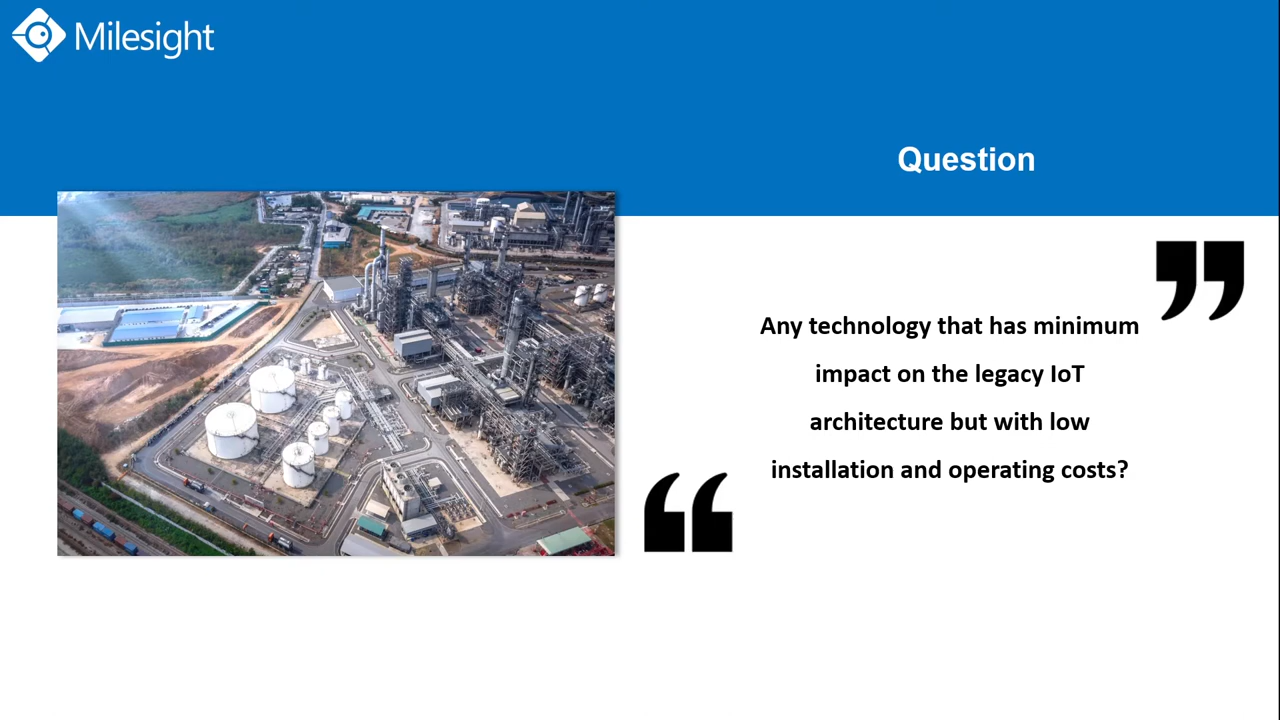 Milesight
Question
Any technology that has minimum
impact on the legacy IoT
architecture but with low
installation and operating costs?